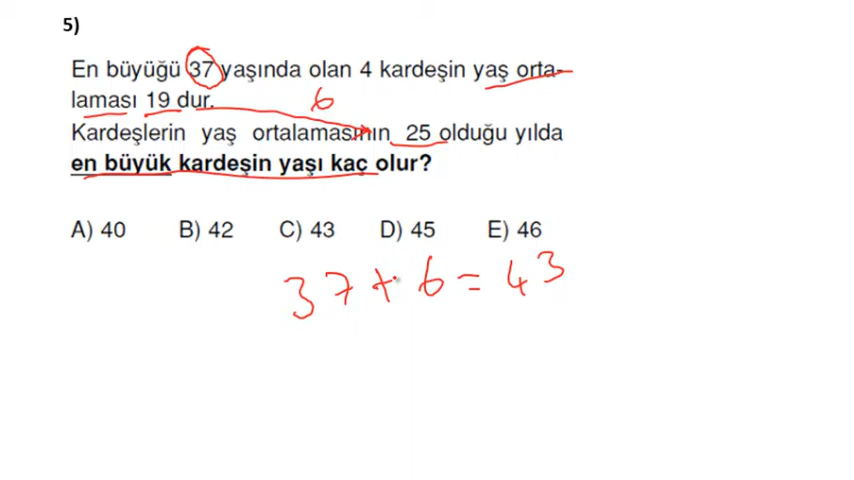 5)
En büyüğü 37 yaşında olan 4 kardeşin yaş orta-
laması 19 dur.
6
Kardeşlerin yaş ortalamasının 25 olduğu yılda
en büyük kardeşin yaşı kaç olur?
A) 40 B) 42 C) 43 D) 45 E) 46
37 + 6 = 43